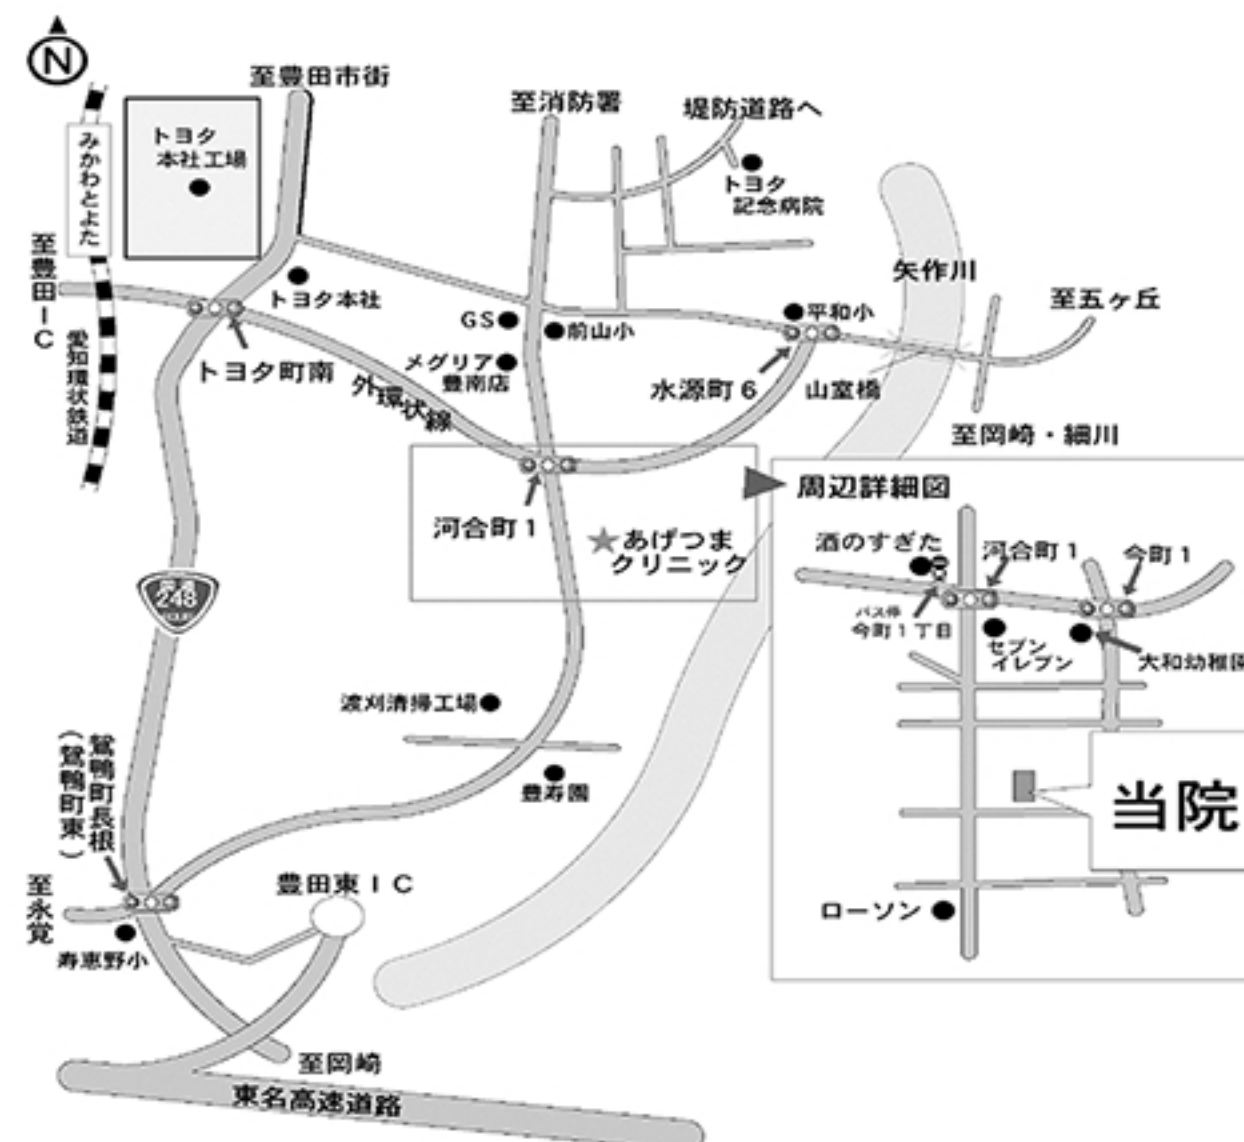 N
至豊田市街
トヨタ
本社工場
みかわとよた
至豊田IC
愛知環状鉄道
至消防署
堤防道路へ
トヨタ
記念病院
矢作川
至五ヶ丘
トヨタ本社
GS
前山小
平和小
メグリア
豊南店
トヨタ町南
外環状線
水源町6
山室橋
至岡崎・細川
河合町1
あげつま
クリニック
248
渡刈清掃工場
豊寿園
鴛鴨町長根
(鴛鴨町東)
至永覚
寿恵野小
豊田東IC
至岡崎
東名高速道路
周辺詳細図
酒のすぎた
河合町1
今町1
バス停
今町1丁目
セブン
イレブン
大和幼稚園
当院
ローソン